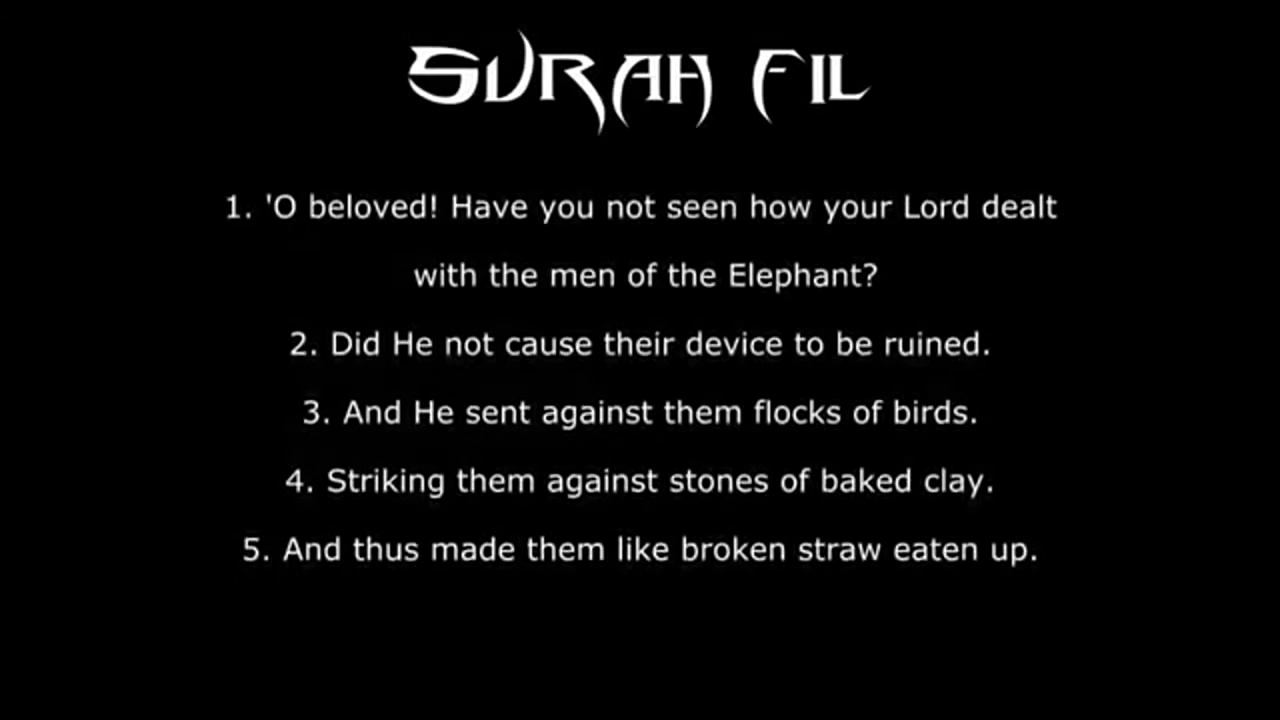 SURAH FIL
1. 'O beloved! Have you not seen how your Lord dealt
with the men of the Elephant?
2. Did He not cause their device to be ruined.
3. And He sent against them flocks of birds.
4. Striking them against stones of baked clay.
5. And thus made them like broken straw eaten up.